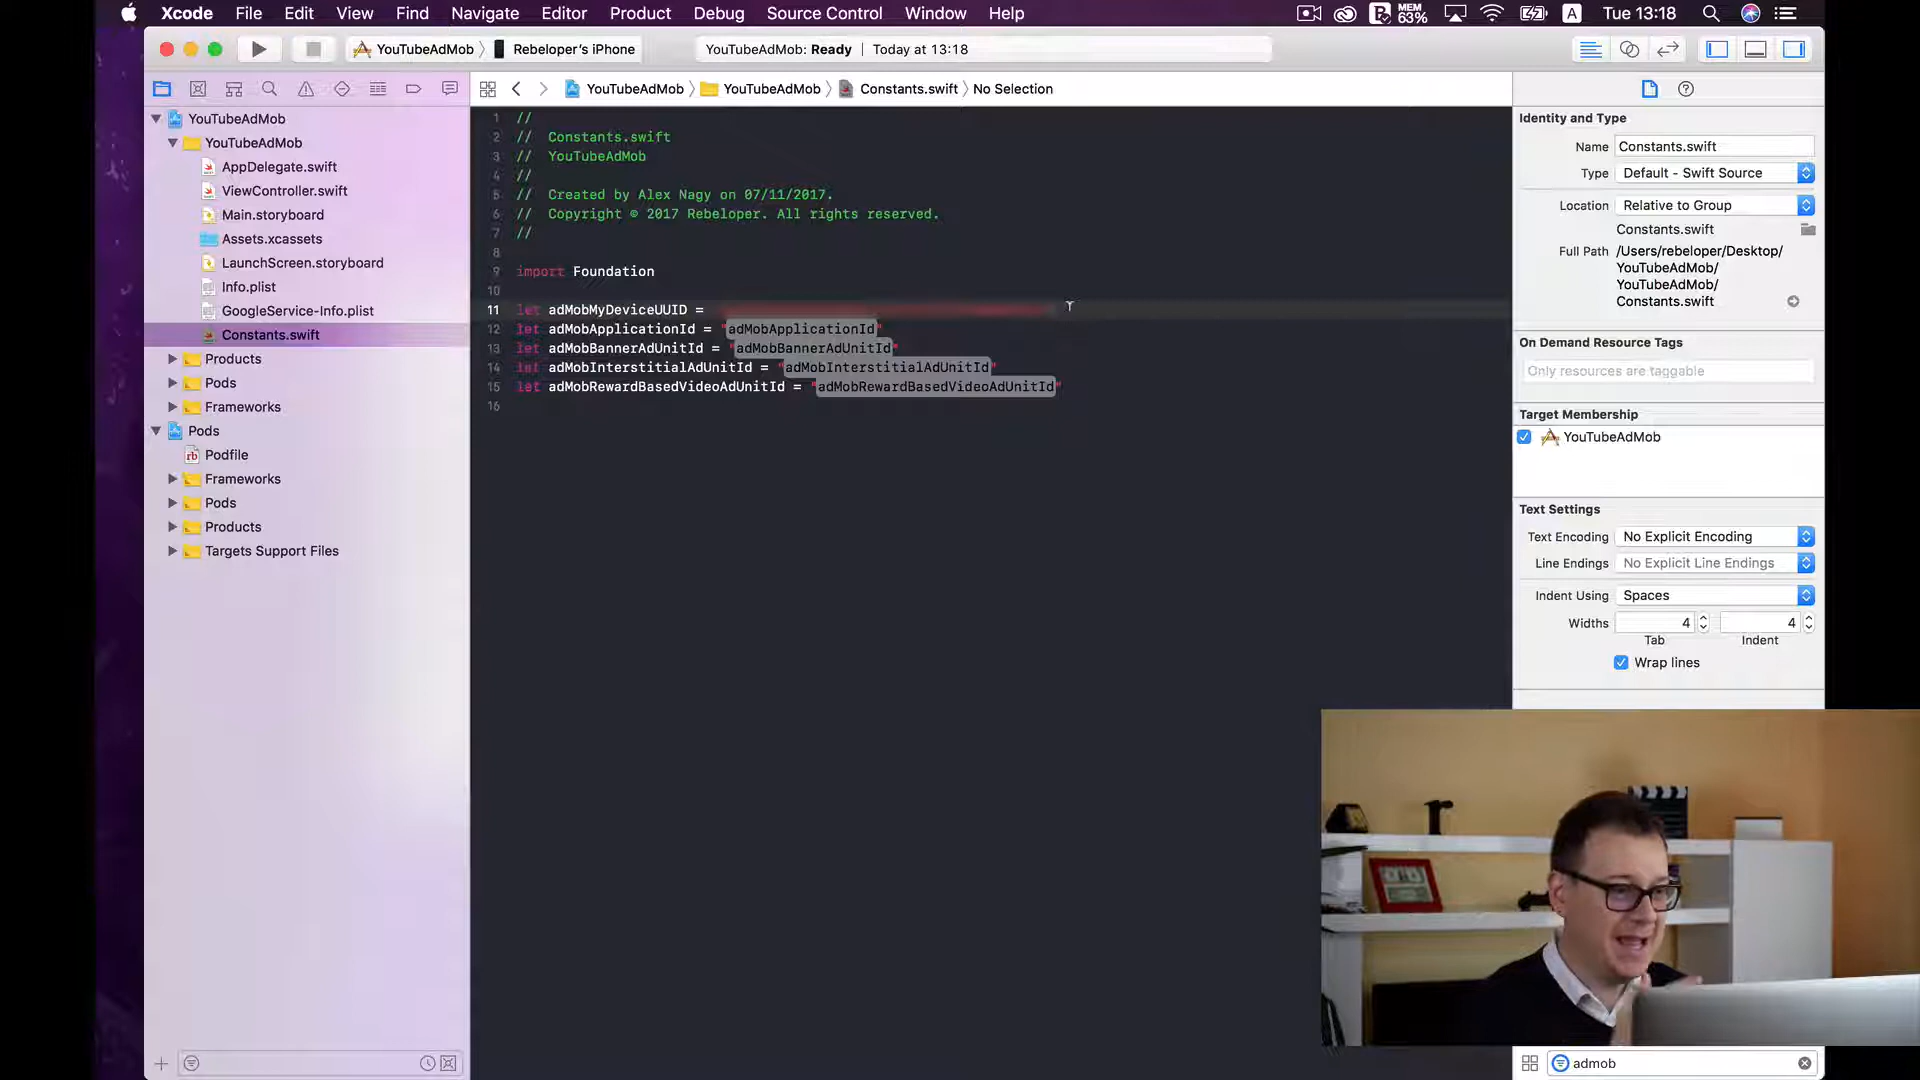 Xcode File Edit View Find Navigate Editor Product Debug Source Control Window Help MEM 63% A Tue 13:18
YouTubeAdMob Rebeloper's iPhone YouTubeAdMob: Ready Today at 13:18
YouTubeAdMob YouTubeAdMob Constants.swift No Selection
YouTubeAdMob
YouTubeAdMob
AppDelegate.swift
ViewController.swift
Main.storyboard
Assets.xcassets
LaunchScreen.storyboard
Info.plist
GoogleService-Info.plist
Constants.swift
Products
Pods
Frameworks
Pods
rb Podfile
Frameworks
Pods
Products
Targets Support Files
1 //
2 // Constants.swift
3 // YouTubeAdMob
4 //
5 // Created by Alex Nagy on 07/11/2017.
6 // Copyright © 2017 Rebeloper. All rights reserved.
7 //
8
9 import Foundation
10
11 let adMobMyDeviceUUID =
12 let adMobApplicationId = "adMobApplicationId"
13 let adMobBannerAdUnitId = "adMobBannerAdUnitId"
14 let adMobInterstitialAdUnitId = "adMobInterstitialAdUnitId"
15 let adMobRewardBasedVideoAdUnitId = "adMobRewardBasedVideoAdUnitId"
16
Identity and Type
Name Constants.swift
Type Default - Swift Source
Location Relative to Group
Constants.swift
Full Path /Users/rebeloper/Desktop/
YouTubeAdMob/
YouTubeAdMob/
Constants.swift
On Demand Resource Tags
Only resources are taggable
Target Membership
YouTubeAdMob
Text Settings
Text Encoding No Explicit Encoding
Line Endings No Explicit Line Endings
Indent Using Spaces
Widths 4 4
Tab Indent
Wrap lines
admob